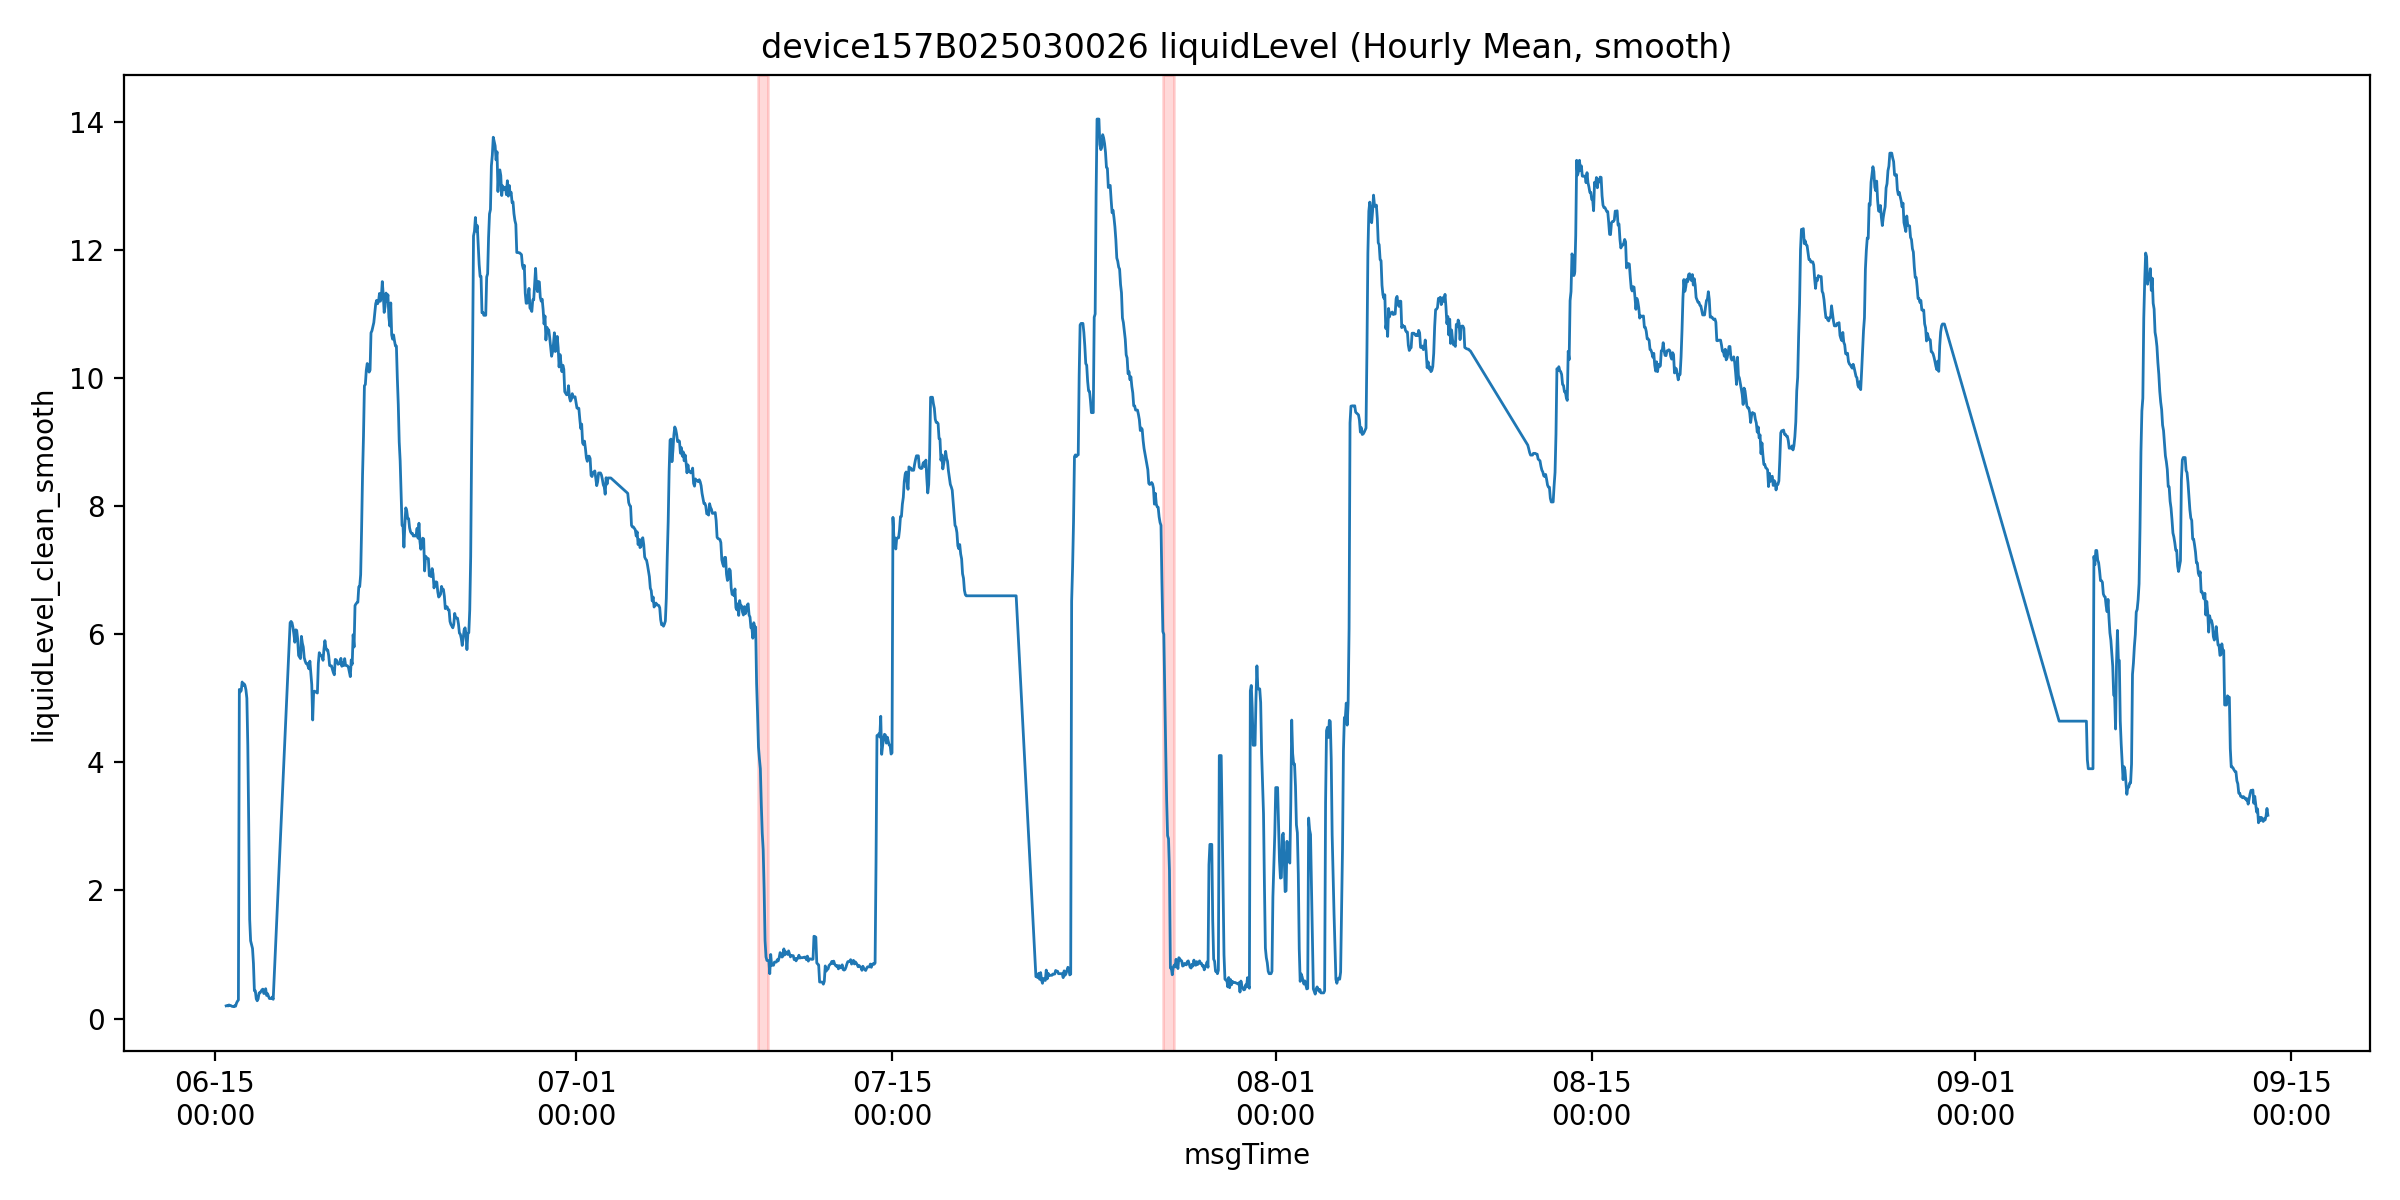 device157B025030026 liquidLevel (Hourly Mean, smooth)
liquidLevel_clean_smooth
14
12
10
8
6
4
2
0
06-15 07-01 07-15 08-01 08-15 09-01 09-15
00:00 00:00 00:00 00:00 00:00 00:00 00:00
msgTime